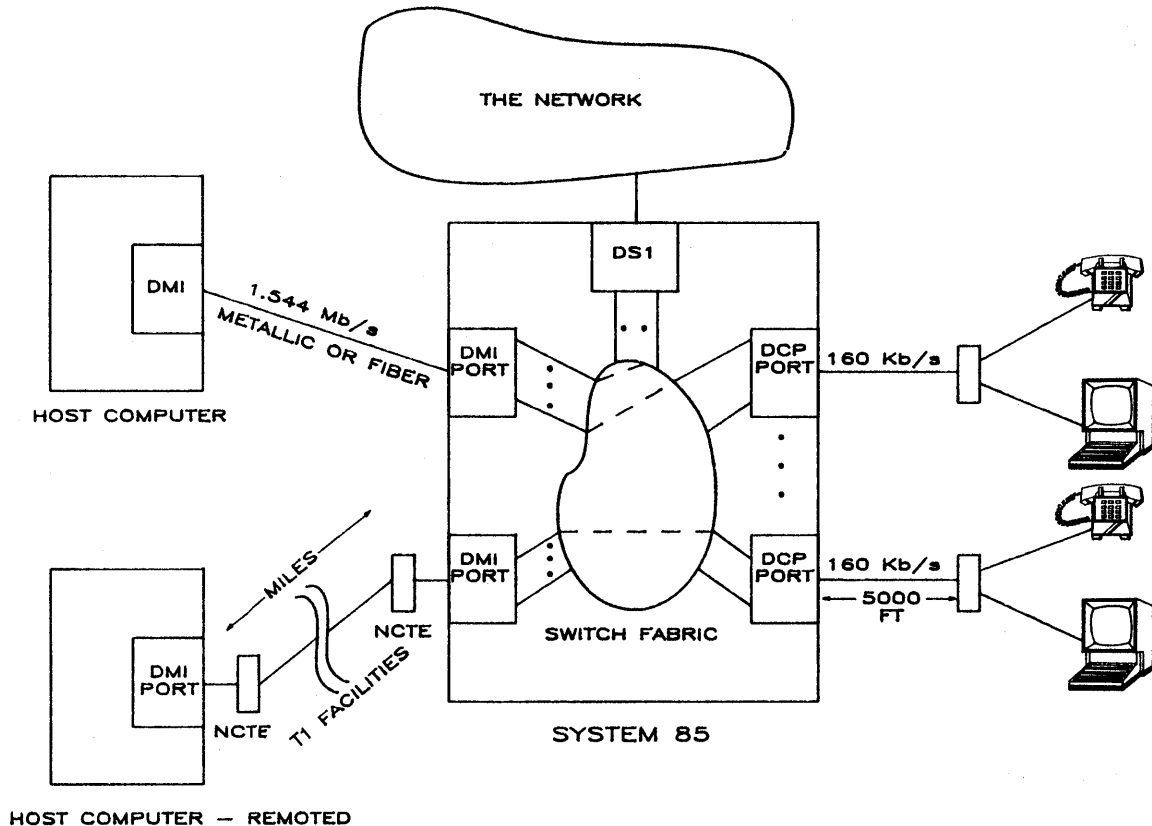 THE NETWORK
DS1
DMI
1.544 Mb/s
METALLIC OR FIBER
DMI
PORT
DCP
PORT
160 Kb/s
HOST COMPUTER
MILES
DMI
PORT
DCP
PORT
160 Kb/s
5000
FT
NCTE
SWITCH FABRIC
DMI
PORT
NCTE
T1 FACILITIES
SYSTEM 85
HOST COMPUTER – REMOTED